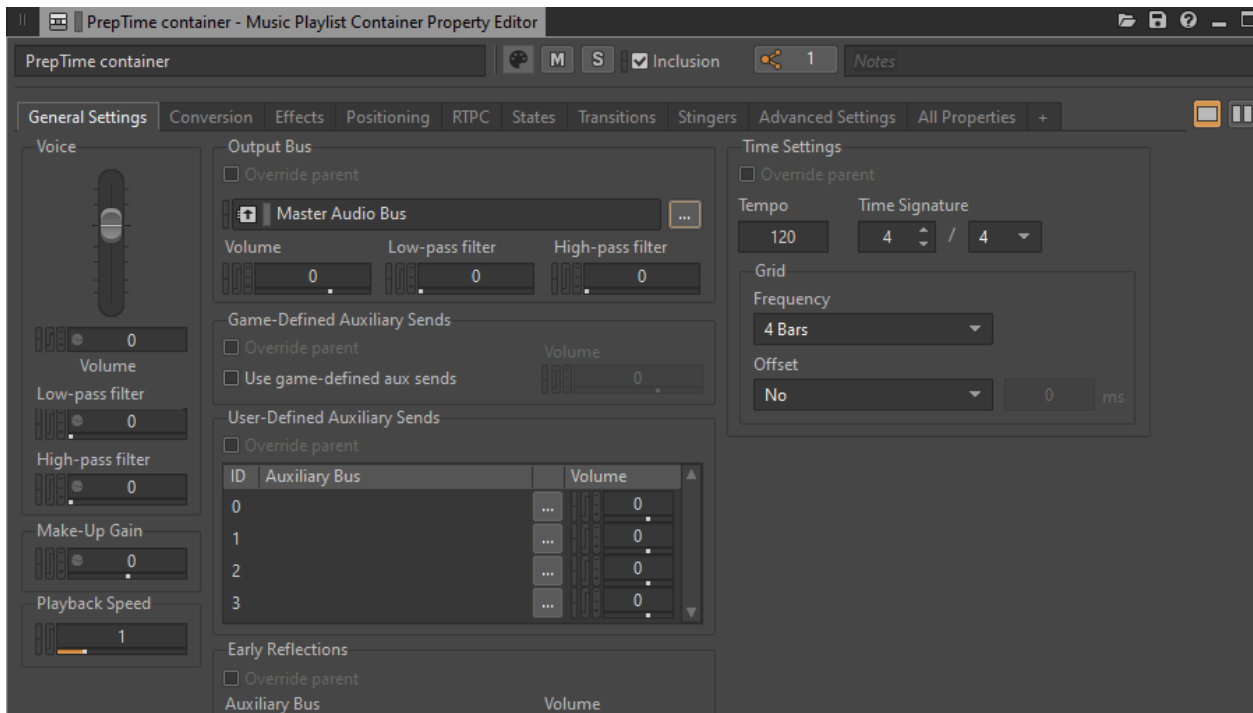 PrepTime container - Music Playlist Container Property Editor
PrepTime container M S Inclusion 1 Notes
General Settings Conversion Effects Positioning RTPC States Transitions Stingers Advanced Settings All Properties +
Voice
Volume
0
Low-pass filter
0
High-pass filter
0
Make-Up Gain
0
Playback Speed
1
Output Bus
Override parent
Master Audio Bus ...
Volume Low-pass filter High-pass filter
0 0 0
Game-Defined Auxiliary Sends
Override parent
Volume
Use game-defined aux sends 0
User-Defined Auxiliary Sends
Override parent
ID Auxiliary Bus Volume
0 ... 0
1 ... 0
2 ... 0
3 ... 0
Early Reflections
Override parent
Auxiliary Bus Volume
Time Settings
Override parent
Tempo Time Signature
120 4 / 4
Grid
Frequency
4 Bars
Offset
No 0 ms